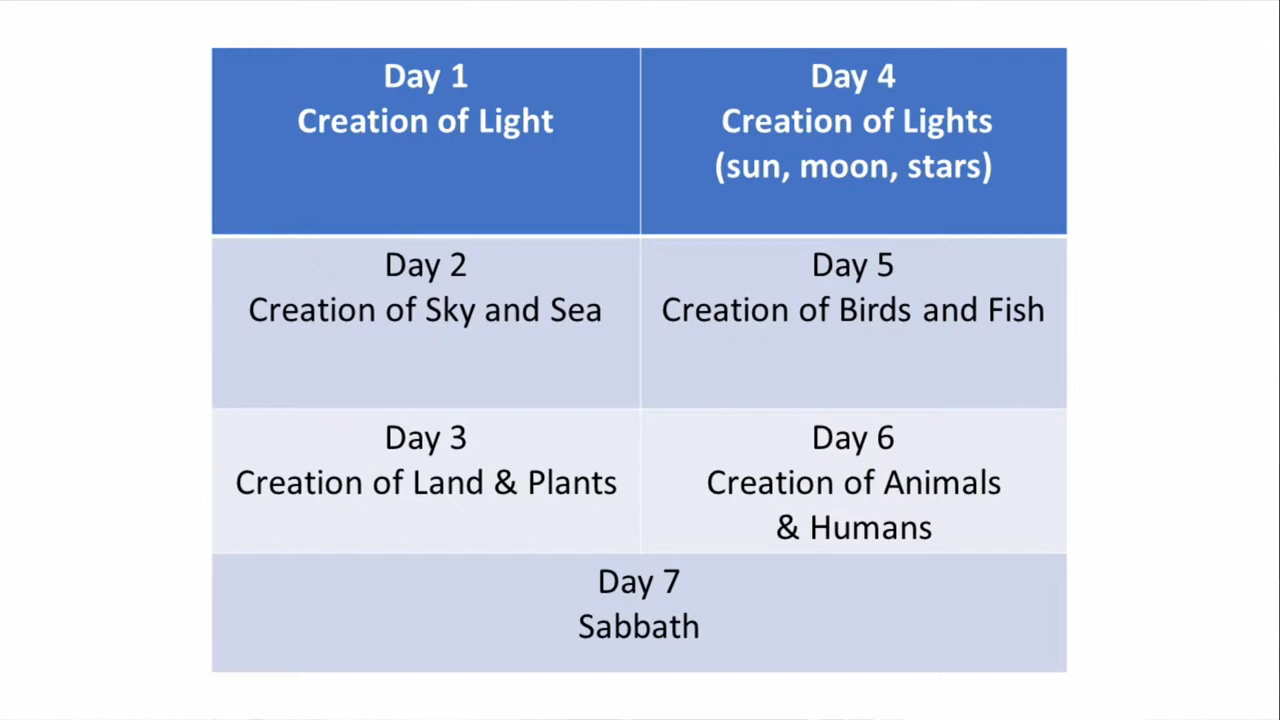 Day 1
Creation of Light
Day 4
Creation of Lights
(sun, moon, stars)
Day 2
Creation of Sky and Sea
Day 5
Creation of Birds and Fish
Day 3
Creation of Land & Plants
Day 6
Creation of Animals
& Humans
Day 7
Sabbath